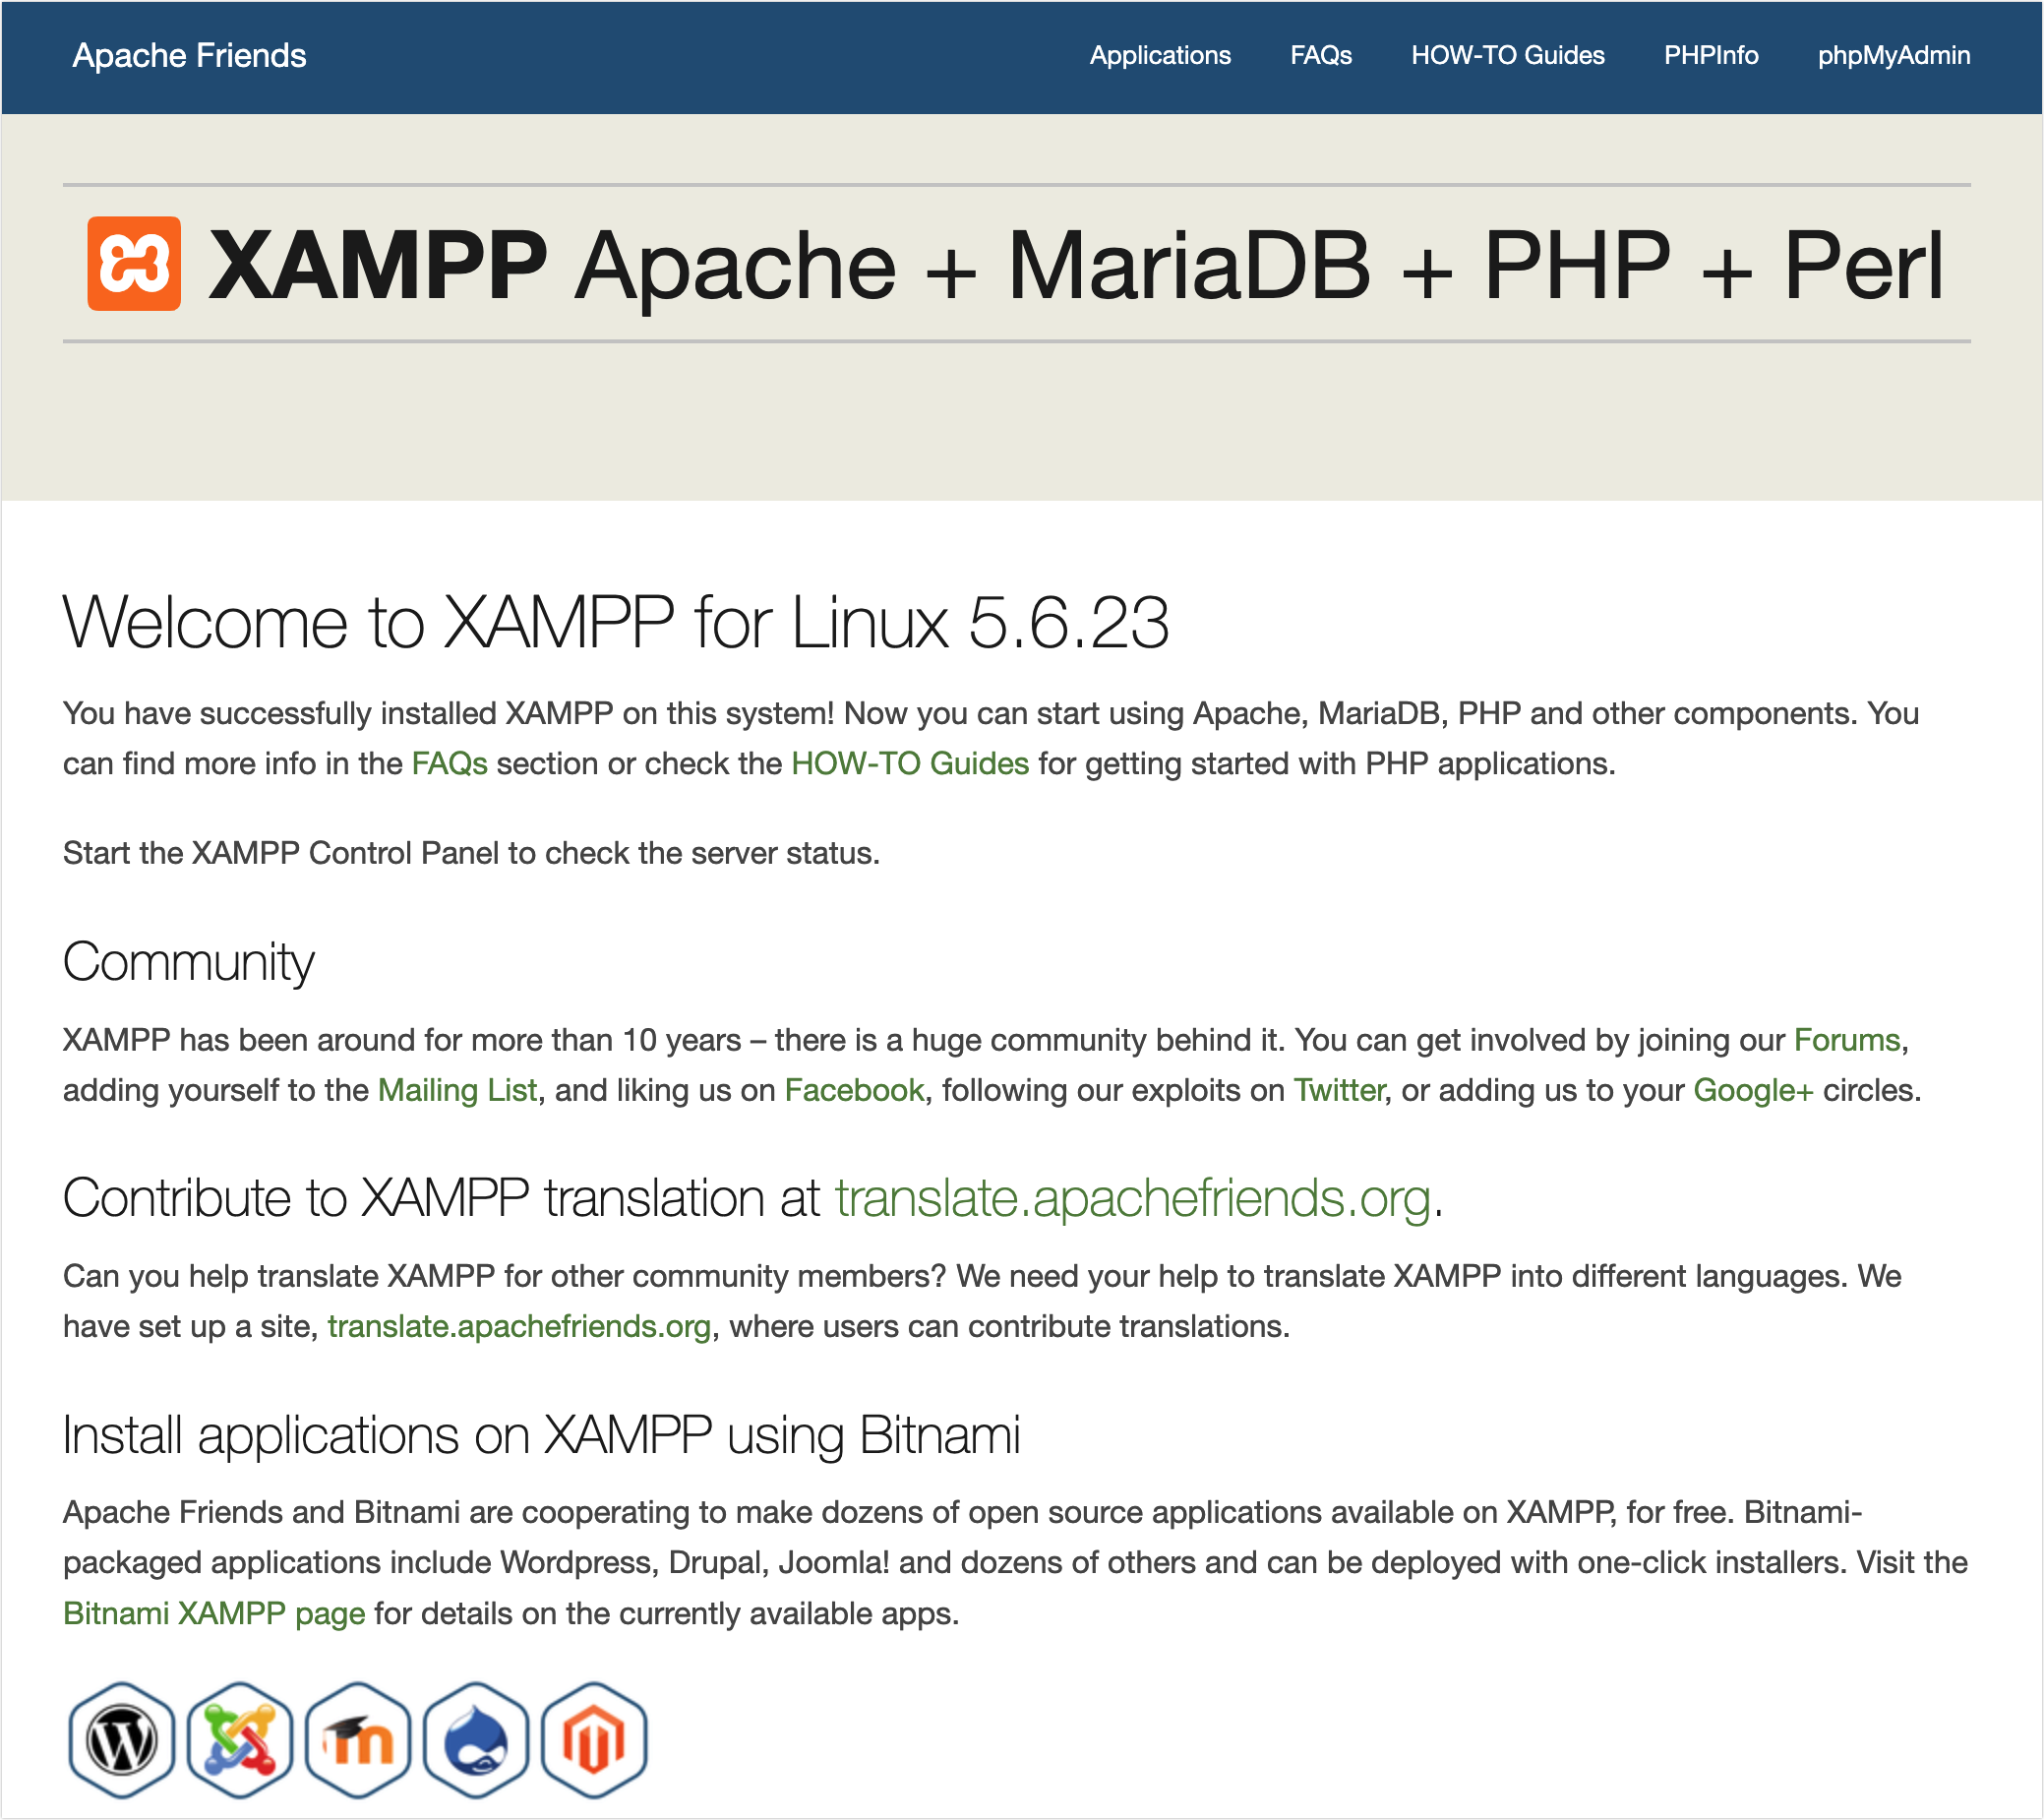 Apache Friends
Applications FAQs HOW-TO Guides PHPInfo phpMyAdmin
XAMPP Apache + MariaDB + PHP + Perl
Welcome to XAMPP for Linux 5.6.23
You have successfully installed XAMPP on this system! Now you can start using Apache, MariaDB, PHP and other components. You
can find more info in the FAQs section or check the HOW-TO Guides for getting started with PHP applications.
Start the XAMPP Control Panel to check the server status.
Community
XAMPP has been around for more than 10 years – there is a huge community behind it. You can get involved by joining our Forums,
adding yourself to the Mailing List, and liking us on Facebook, following our exploits on Twitter, or adding us to your Google+ circles.
Contribute to XAMPP translation at translate.apachefriends.org.
Can you help translate XAMPP for other community members? We need your help to translate XAMPP into different languages. We
have set up a site, translate.apachefriends.org, where users can contribute translations.
Install applications on XAMPP using Bitnami
Apache Friends and Bitnami are cooperating to make dozens of open source applications available on XAMPP, for free. Bitnami-
packaged applications include Wordpress, Drupal, Joomla! and dozens of others and can be deployed with one-click installers. Visit the
Bitnami XAMPP page for details on the currently available apps.